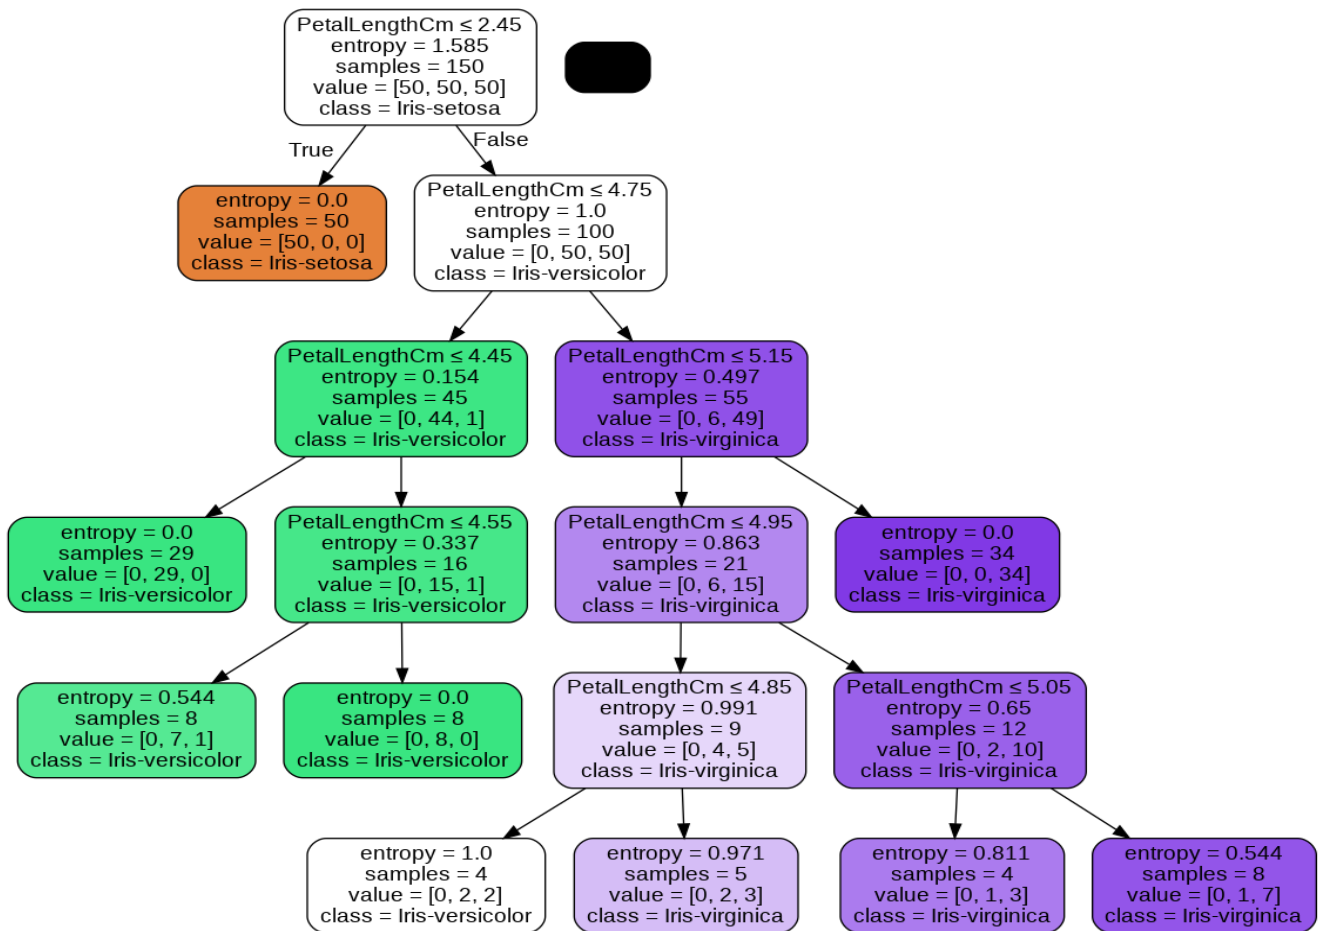 PetalLengthCm ≤ 2.45
entropy = 1.585
samples = 150
value = [50, 50, 50]
class = Iris-setosa
True
False
entropy = 0.0
samples = 50
value = [50, 0, 0]
class = Iris-setosa
PetalLengthCm ≤ 4.75
entropy = 1.0
samples = 100
value = [0, 50, 50]
class = Iris-versicolor
PetalLengthCm ≤ 4.45
entropy = 0.154
samples = 45
value = [0, 44, 1]
class = Iris-versicolor
PetalLengthCm ≤ 5.15
entropy = 0.497
samples = 55
value = [0, 6, 49]
class = Iris-virginica
entropy = 0.0
samples = 29
value = [0, 29, 0]
class = Iris-versicolor
PetalLengthCm ≤ 4.55
entropy = 0.337
samples = 16
value = [0, 15, 1]
class = Iris-versicolor
PetalLengthCm ≤ 4.95
entropy = 0.863
samples = 21
value = [0, 6, 15]
class = Iris-virginica
entropy = 0.0
samples = 34
value = [0, 0, 34]
class = Iris-virginica
entropy = 0.544
samples = 8
value = [0, 7, 1]
class = Iris-versicolor
entropy = 0.0
samples = 8
value = [0, 8, 0]
class = Iris-versicolor
PetalLengthCm ≤ 4.85
entropy = 0.991
samples = 9
value = [0, 4, 5]
class = Iris-virginica
PetalLengthCm ≤ 5.05
entropy = 0.65
samples = 12
value = [0, 2, 10]
class = Iris-virginica
entropy = 1.0
samples = 4
value = [0, 2, 2]
class = Iris-versicolor
entropy = 0.971
samples = 5
value = [0, 2, 3]
class = Iris-virginica
entropy = 0.811
samples = 4
value = [0, 1, 3]
class = Iris-virginica
entropy = 0.544
samples = 8
value = [0, 1, 7]
class = Iris-virginica